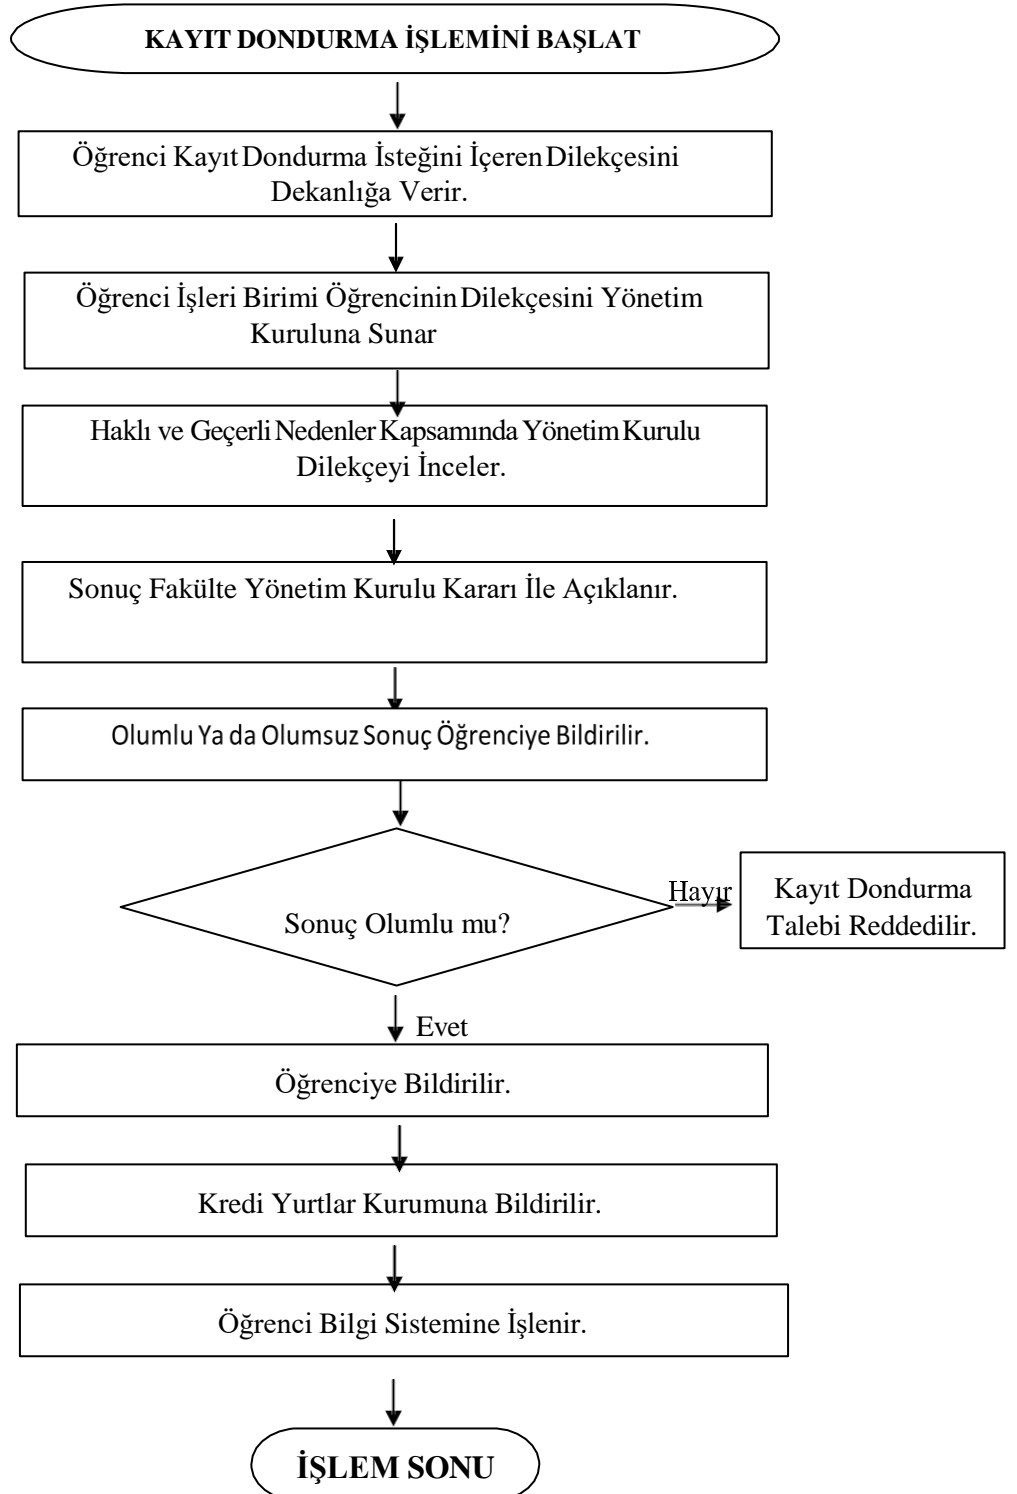 KAYIT DONDURMA İŞLEMİNİ BAŞLAT
Öğrenci Kayıt Dondurma İsteğini İçeren Dilekçesini
Dekanlığa Verir.
Öğrenci İşleri Birimi Öğrencinin Dilekçesini Yönetim
Kuruluna Sunar
Haklı ve Geçerli Nedenler Kapsamında Yönetim Kurulu
Dilekçeyi İnceler.
Sonuç Fakülte Yönetim Kurulu Kararı İle Açıklanır.
Olumlu Ya da Olumsuz Sonuç Öğrenciye Bildirilir.
Sonuç Olumlu mu?
Hayır
Kayıt Dondurma
Talebi Reddedilir.
Evet
Öğrenciye Bildirilir.
Kredi Yurtlar Kurumuna Bildirilir.
Öğrenci Bilgi Sistemine İşlenir.
İŞLEM SONU